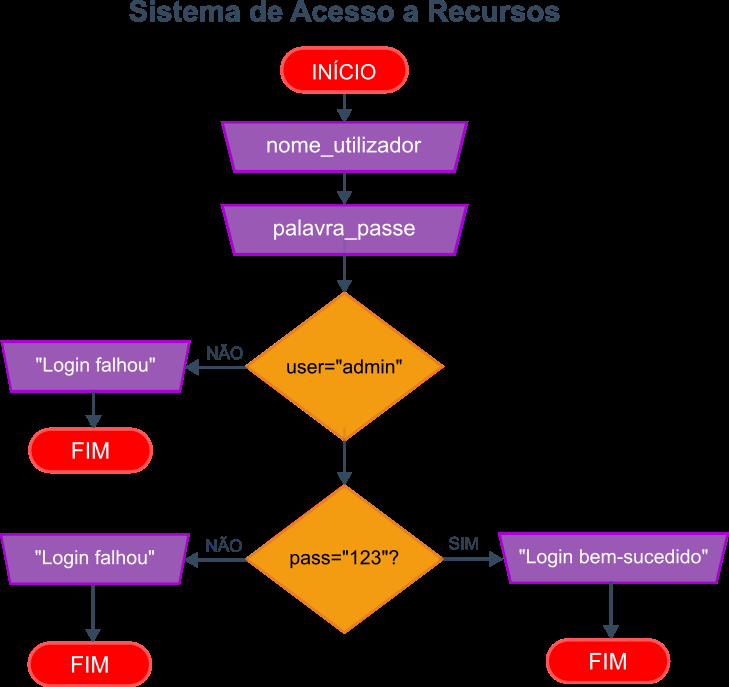 Sistema de Acesso a Recursos
INÍCIO
nome_utilizador
palavra_passe
user="admin"
NÃO
"Login falhou"
FIM
pass="123"?
NÃO
"Login falhou"
FIM
SIM
"Login bem-sucedido"
FIM